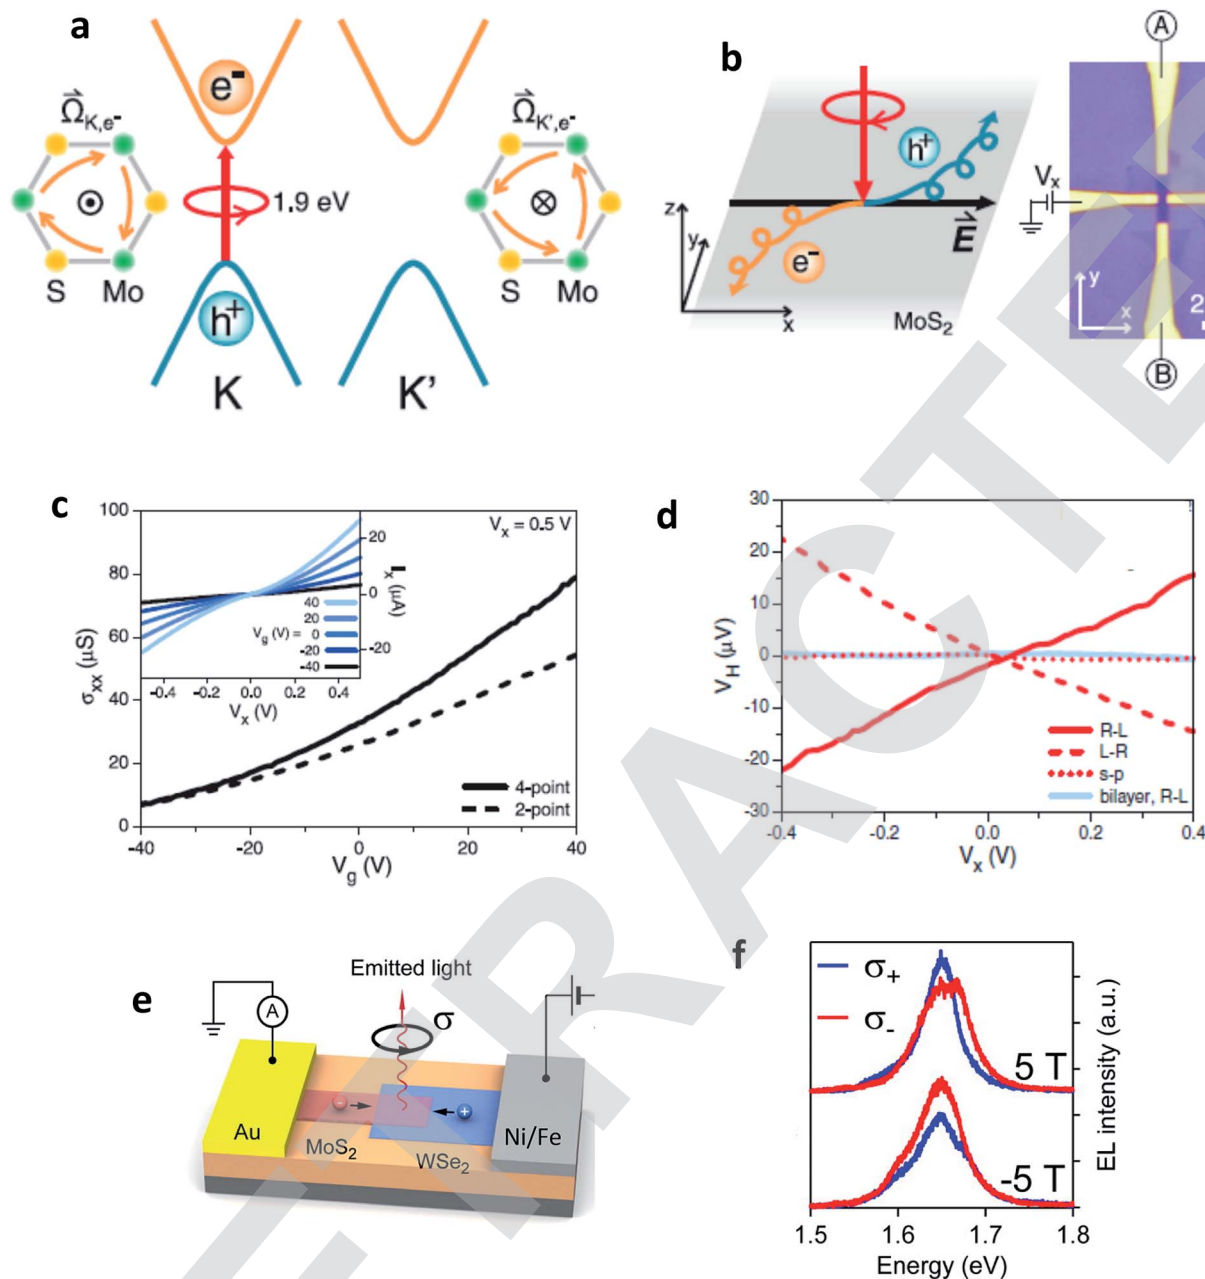 a
Ω⃗K,e-
e-
Ω⃗K',e-
1.9 eV
S Mo
h+
S Mo
K
K'
b
A
h+
Vx
z
y
E⃗
e-
x
MoS2
y
x
2
B
c
100
80
60
40
20
0
σxx (µS)
Vx = 0.5 V
20
0
-20
Ix (µA)
40
20
Vg (V) = 0
-20
-40
-0.4 -0.2 0.0 0.2 0.4
Vx (V)
4-point
2-point
-40 -20 0 20 40
Vg (V)
d
30
20
10
0
-10
-20
-30
VH (µV)
R-L
L-R
s-p
bilayer, R-L
-0.4 -0.2 0.0 0.2 0.4
Vx (V)
e
Emitted light
A
σ
Au
MoS2
WSe2
Ni/Fe
f
σ+
σ-
5 T
-5 T
EL intensity (a.u.)
1.5 1.6 1.7 1.8
Energy (eV)